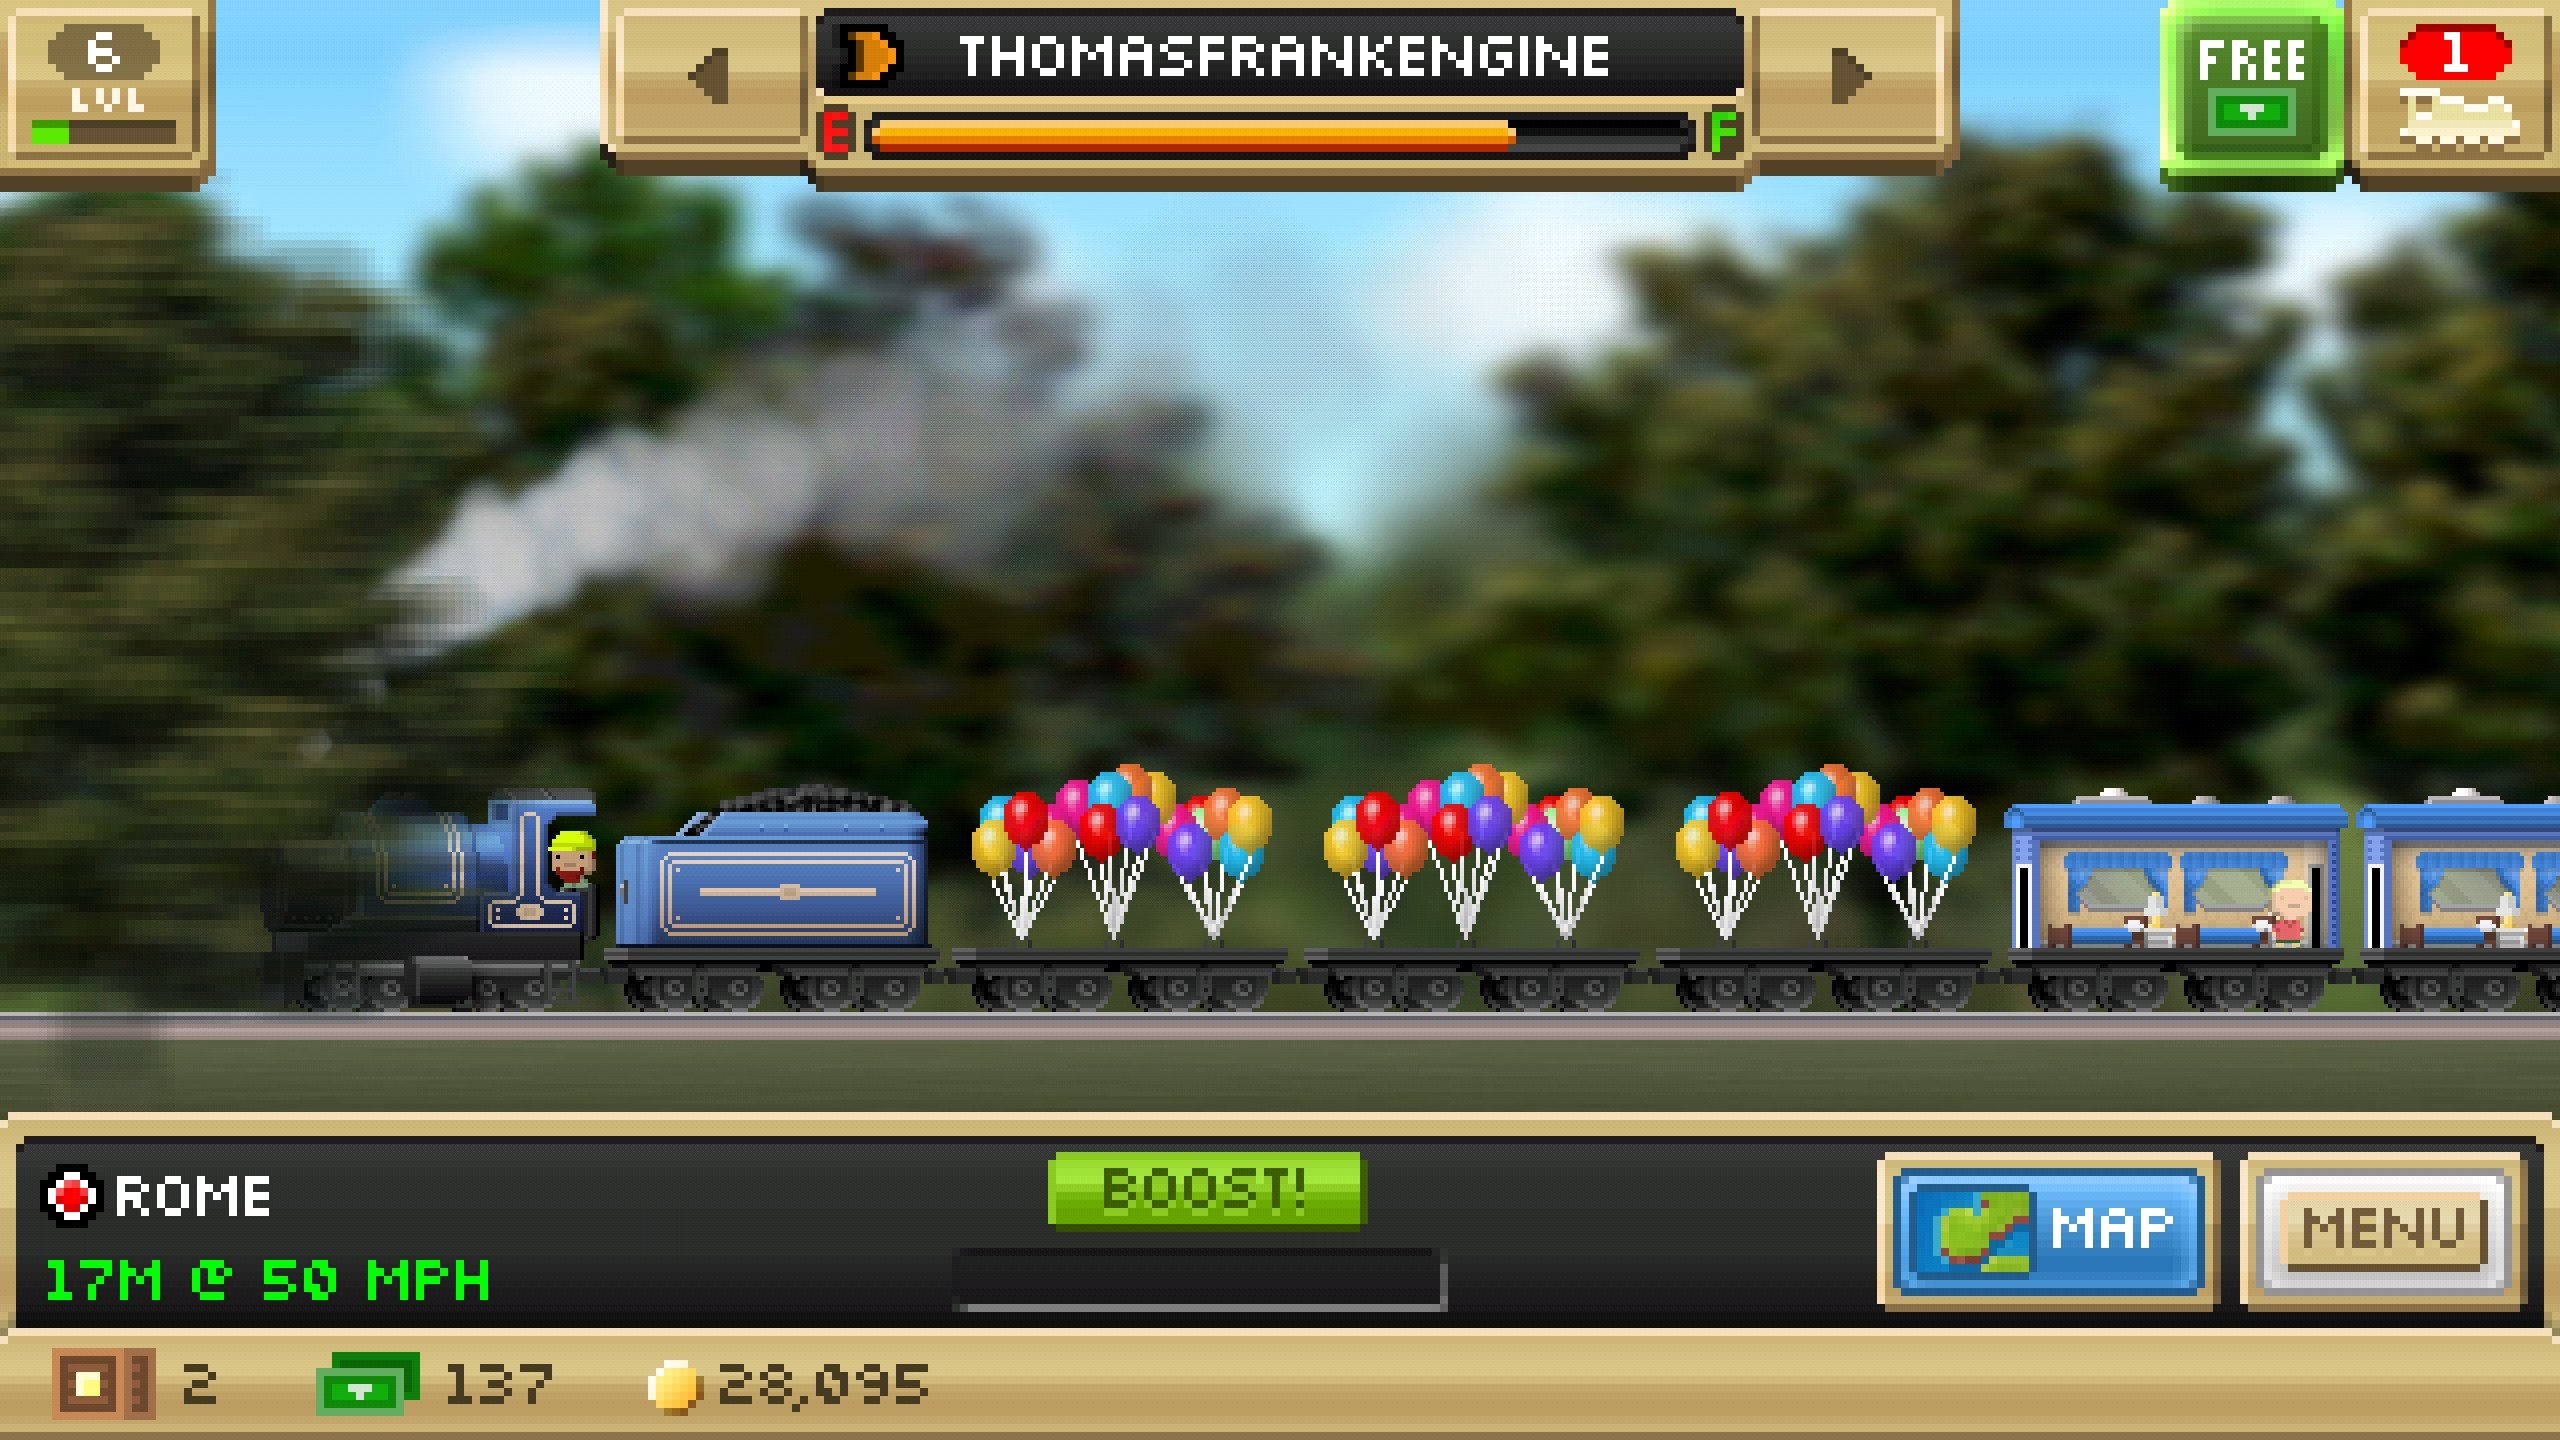 6
LVL
THOMASFRANKENGINE
E
F
FREE
1
ROME
BOOST!
17M @ 50 MPH
MAP
MENU
2
137
28,095